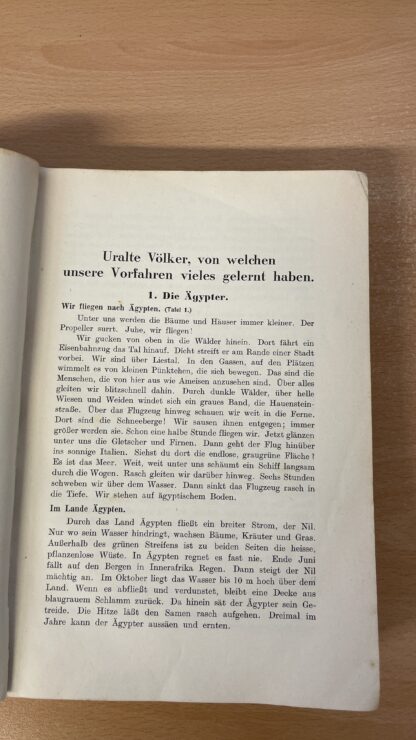 Uralte Völker, von welchen
unsere Vorfahren vieles gelernt haben.
1. Die Ägypter.
Wir fliegen nach Ägypten. (Tafel 1.)
Unter uns werden die Bäume und Häuser immer kleiner. Der
Propeller surrt. Juhe, wir fliegen!
Wir gucken von oben in die Wälder hinein. Dort fährt ein
Eisenbahnzug das Tal hinauf. Dicht streift er am Rande einer Stadt
vorbei. Wir sind über Liestal. In den Gassen, auf den Plätzen
wimmelt es von kleinen Pünktchen, die sich bewegen. Das sind die
Menschen, die von hier aus wie Ameisen anzusehen sind. Über alles
gleiten wir blitzschnell dahin. Durch dunkle Wälder, über helle
Wiesen und Weiden windet sich ein graues Band, die Hauenstein-
straße. Über das Flugzeug hinweg schauen wir weit in die Ferne.
Dort sind die Schneeberge! Wir sausen ihnen entgegen; immer
größer werden sie. Schon eine halbe Stunde fliegen wir. Jetzt glänzen
unter uns die Gletscher und Firnen. Dann geht der Flug hinüber
ins sonnige Italien. Siehst du dort die endlose, graugrüne Fläche?
Es ist das Meer. Weit, weit unter uns schäumt ein Schiff langsam
durch die Wogen. Rasch gleiten wir darüber hinweg. Sechs Stunden
schweben wir über dem Wasser. Dann sinkt das Flugzeug rasch in
die Tiefe. Wir stehen auf ägyptischem Boden.
Im Lande Ägypten.
Durch das Land Ägypten fließt ein breiter Strom, der Nil.
Nur wo sein Wasser hindringt, wachsen Bäume, Kräuter und Gras.
Außerhalb des grünen Streifens ist zu beiden Seiten die heisse,
pflanzenlose Wüste. In Ägypten regnet es fast nie. Ende Juni
fällt auf den Bergen in Innerafrika Regen. Dann steigt der Nil
mächtig an. Im Oktober liegt das Wasser bis 10 m hoch über dem
Land. Wenn es abfließt und verdunstet, bleibt eine Decke aus
blaugrauem Schlamm zurück. Da hinein sät der Ägypter sein Ge-
treide. Die Hitze läßt den Samen rasch aufgehen. Dreimal im
Jahre kann der Ägypter aussäen und ernten.